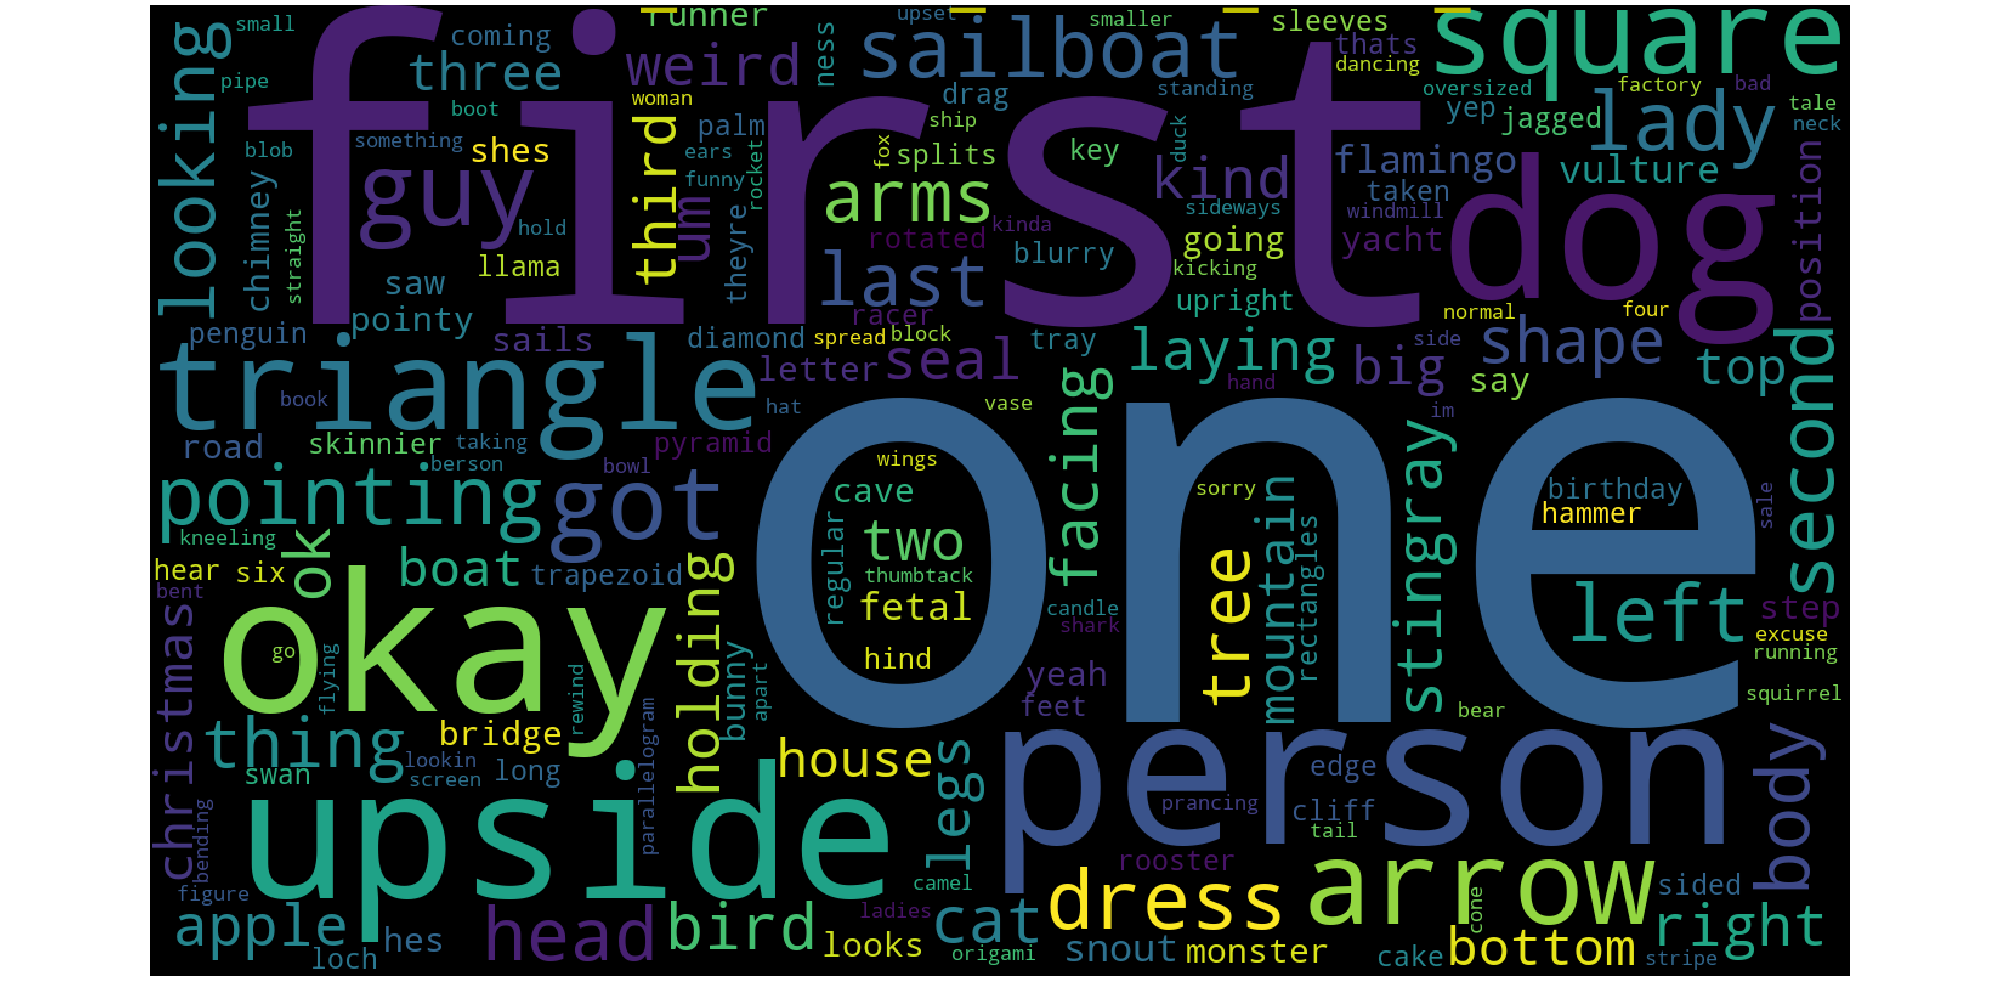 small
coming
runner
upset
smaller
sleeves
square
looking
three
weird
ness
sailboat
thats
dancing
pipe
boot
woman
drag
standing
oversized
factory
bad
first
yep
tale
jagged
lady
neck
blob
something
shes
third
palm
ears
funny
rocket
fox
ship
splits
key
duck
kind
flamingo
taken
vulture
position
chimney
straight
guy
hold
um
theyre
arms
kinda
sideways
windmill
dog
llama
rotated
blurry
going
yacht
kicking
saw
last
upright
normal
four
penguin
pointy
sails
diamond
racer
spread
block
tray
laying
side
shape
triangle
letter
seal
big
say
top
second
book
hat
vase
facing
hand
im
road
skinnier
taking
pyramid
one
berson
bowl
wings
sorry
stingray
birthday
hammer
sale
pointing
got
cave
regular
two
mountain
rectangles
kneeling
ok
hear
six
boat
trapezoid
holding
thumbtack
tree
bent
fetal
candle
shark
left
step
christmas
okay
excuse
running
go
flying
rewind
parallelogram
bunny
apart
hind
yeah
feet
squirrel
bear
thing
bridge
house
person
body
swan
lookin
screen
long
legs
edge
prancing
cliff
tail
bending
upside
rooster
figure
camel
dress
arrow
cone
sided
apple
hes
head
bird
ladies
cat
right
loch
looks
origami
snout
monster
cake
bottom
stripe